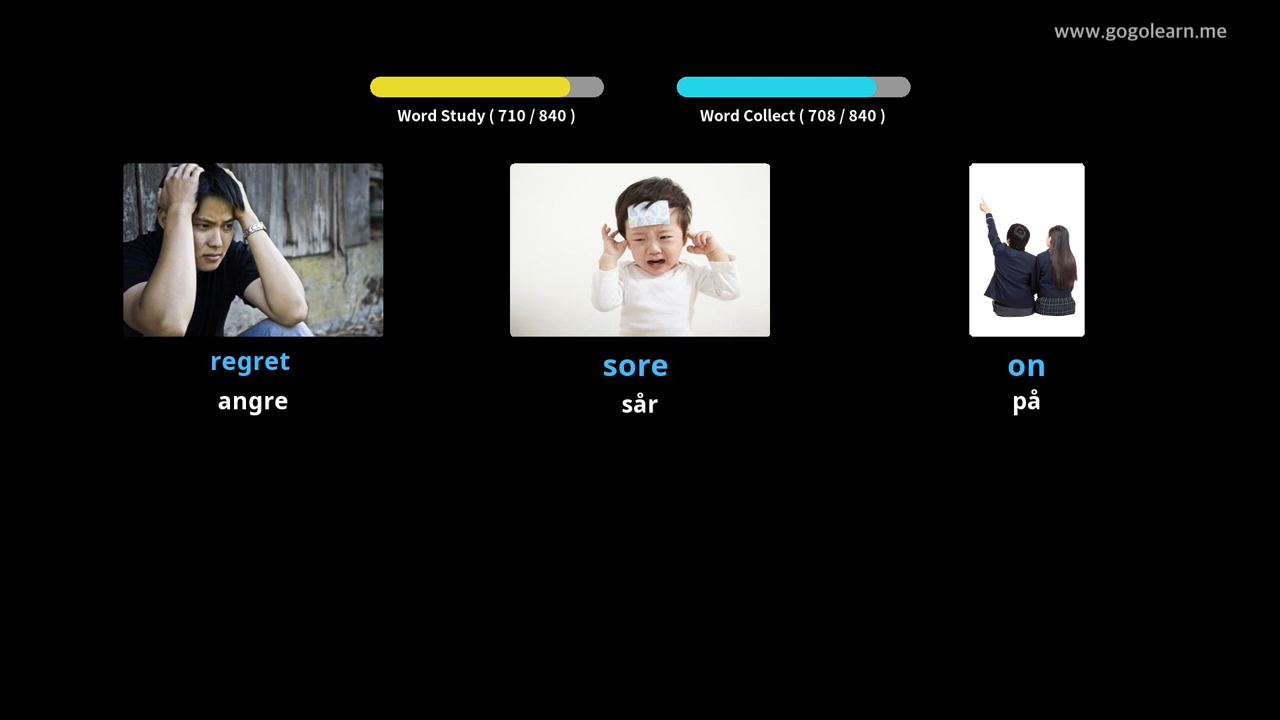 www.gogolearn.me
Word Study ( 710 / 840 )
Word Collect ( 708 / 840 )
regret
angre
sore
sår
on
på